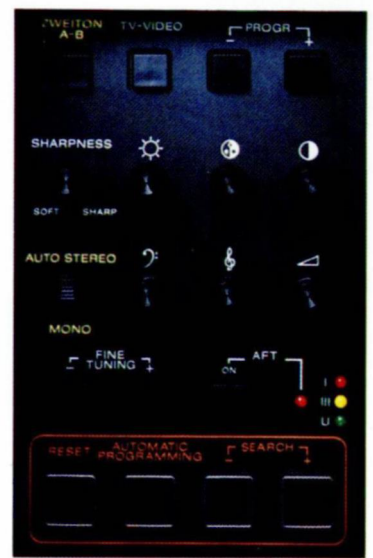 ZWEITON TV-VIDEO PROGR
A-B - +
SHARPNESS
SOFT SHARP
AUTO STEREO
MONO
FINE TUNING - +
AFT
ON
I
III
U
RESET AUTOMATIC PROGRAMMING SEARCH
- +